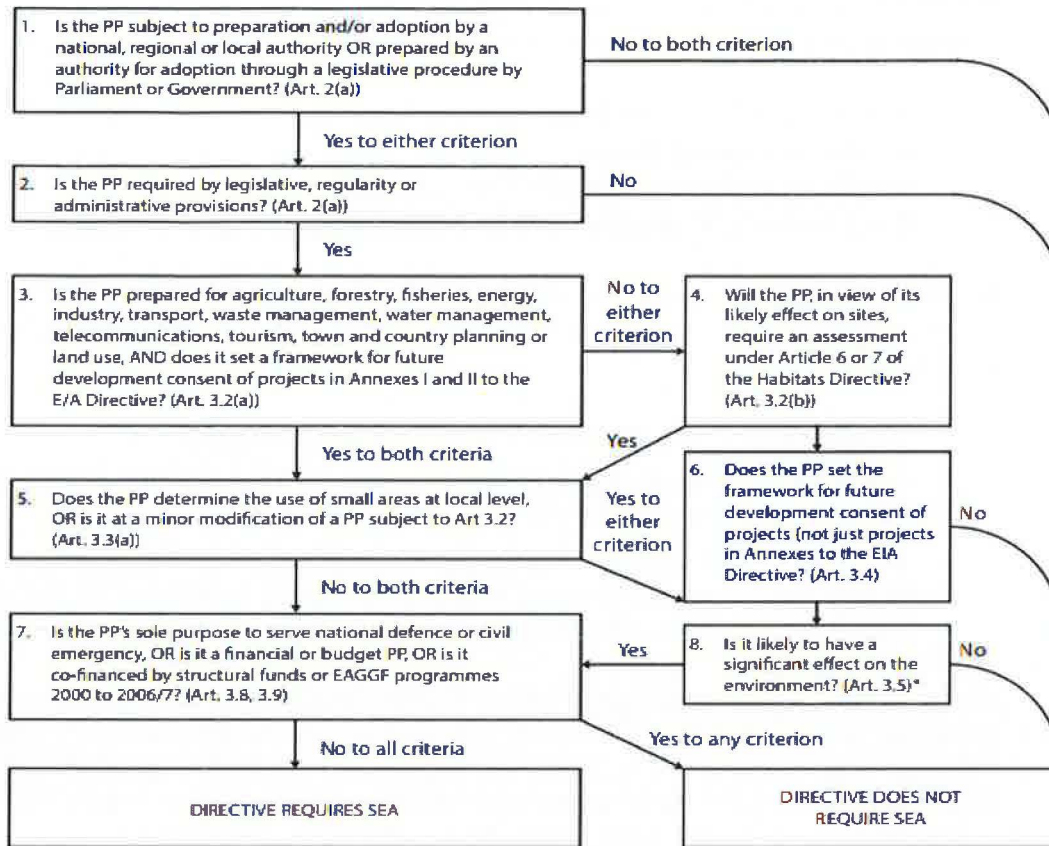 1. Is the PP subject to preparation and/or adoption by a
national, regional or local authority OR prepared by an
authority for adoption through a legislative procedure by
Parliament or Government? (Art. 2(a))
No to both criterion
Yes to either criterion
2. Is the PP required by legislative, regularity or
administrative provisions? (Art. 2(a))
No
Yes
3. Is the PP prepared for agriculture, forestry, fisheries, energy,
industry, transport, waste management, water management,
telecommunications, tourism, town and country planning or
land use, AND does it set a framework for future
development consent of projects in Annexes I and II to the
E/A Directive? (Art. 3.2(a))
No to
either
criterion
4. Will the PP, in view of its
likely effect on sites,
require an assessment
under Article 6 or 7 of
the Habitats Directive?
(Art. 3.2(b))
Yes to both criteria
Yes
5. Does the PP determine the use of small areas at local level,
OR is it at a minor modification of a PP subject to Art 3.2?
(Art. 3.3(a))
Yes to
either
criterion
6. Does the PP set the
framework for future
development consent of
projects (not just projects
in Annexes to the EIA
Directive? (Art. 3.4)
No
No to both criteria
7. Is the PP's sole purpose to serve national defence or civil
emergency, OR is it a financial or budget PP, OR is it
co-financed by structural funds or EAGGF programmes
2000 to 2006/7? (Art. 3.8, 3.9)
Yes
8. Is it likely to have a
significant effect on the
environment? (Art. 3.5)*
No
No to all criteria
Yes to any criterion
DIRECTIVE REQUIRES SEA
DIRECTIVE DOES NOT
REQUIRE SEA